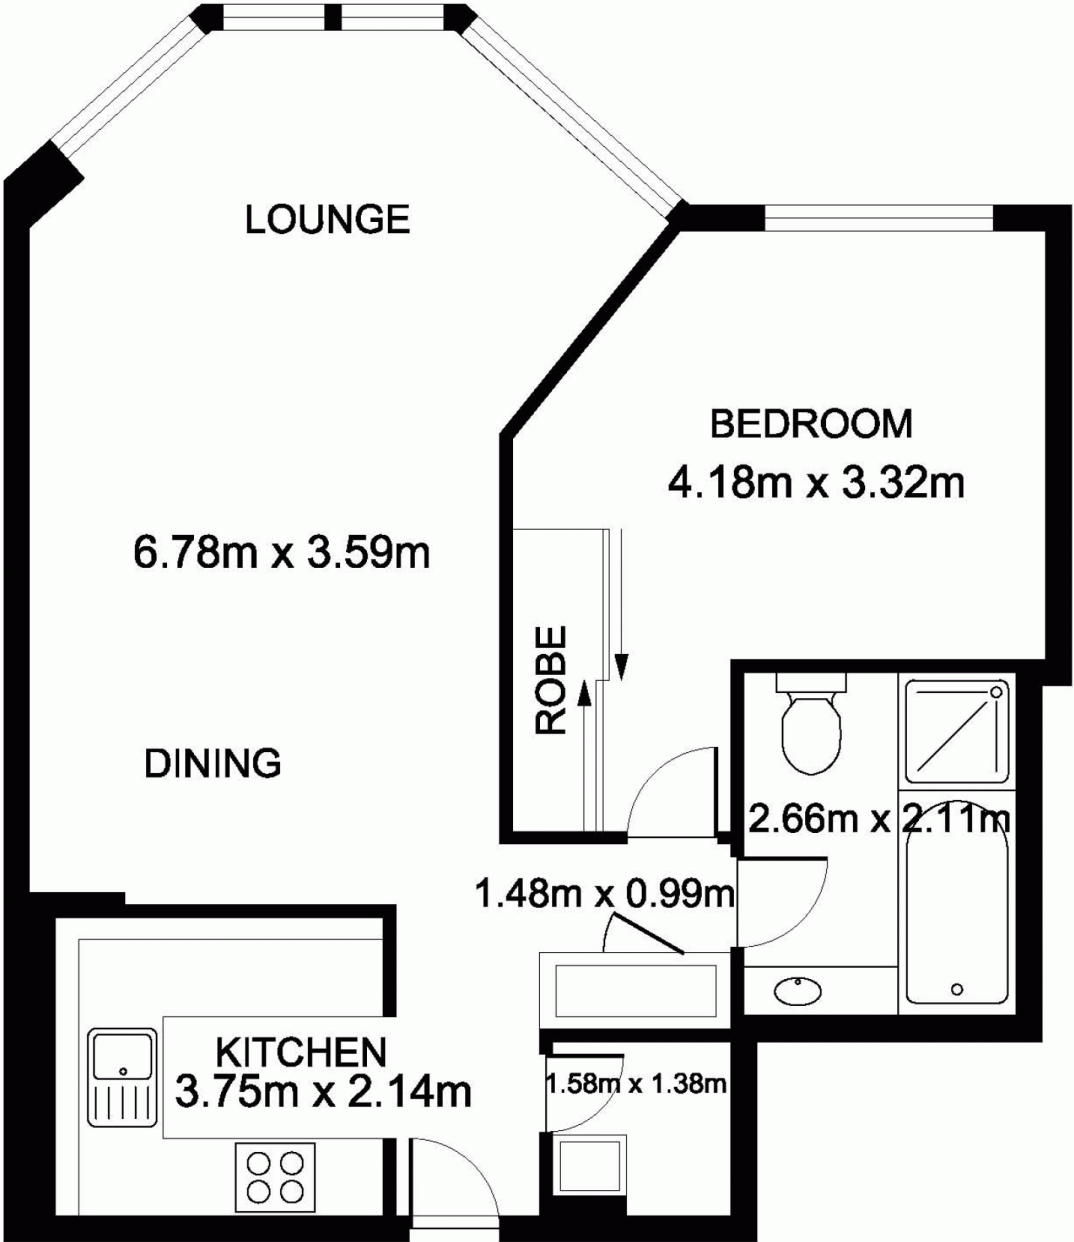 LOUNGE
BEDROOM
4.18m x 3.32m
6.78m x 3.59m
ROBE
DINING
2.66m x 2.11m
1.48m x 0.99m
KITCHEN
3.75m x 2.14m
1.58m x 1.38m